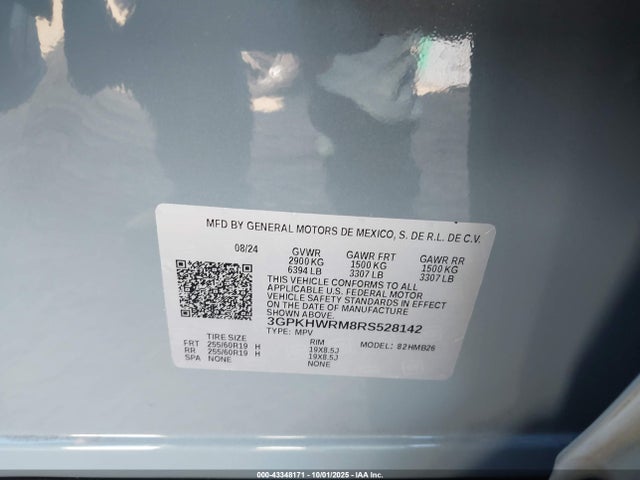 MFD BY GENERAL MOTORS DE MEXICO, S. DE R.L. DE C.V.
08/24 GVWR GAWR FRT GAWR RR
2900 KG 1500 KG 1500 KG
6394 LB 3307 LB 3307 LB
THIS VEHICLE CONFORMS TO ALL
APPLICABLE U.S. FEDERAL MOTOR
VEHICLE SAFETY STANDARDS IN EFFECT
ON THE DATE OF MANUFACTURE
SHOWN ABOVE.
3GPKHWRM8RS528142
TYPE: MPV MODEL: 82HMB26
TIRE SIZE RIM
FRT 255/60R19 H 19X8.5J
RR 255/60R19 H 19X8.5J
SPA NONE NONE
000-43348171 - 10/01/2025 - IAA Inc.